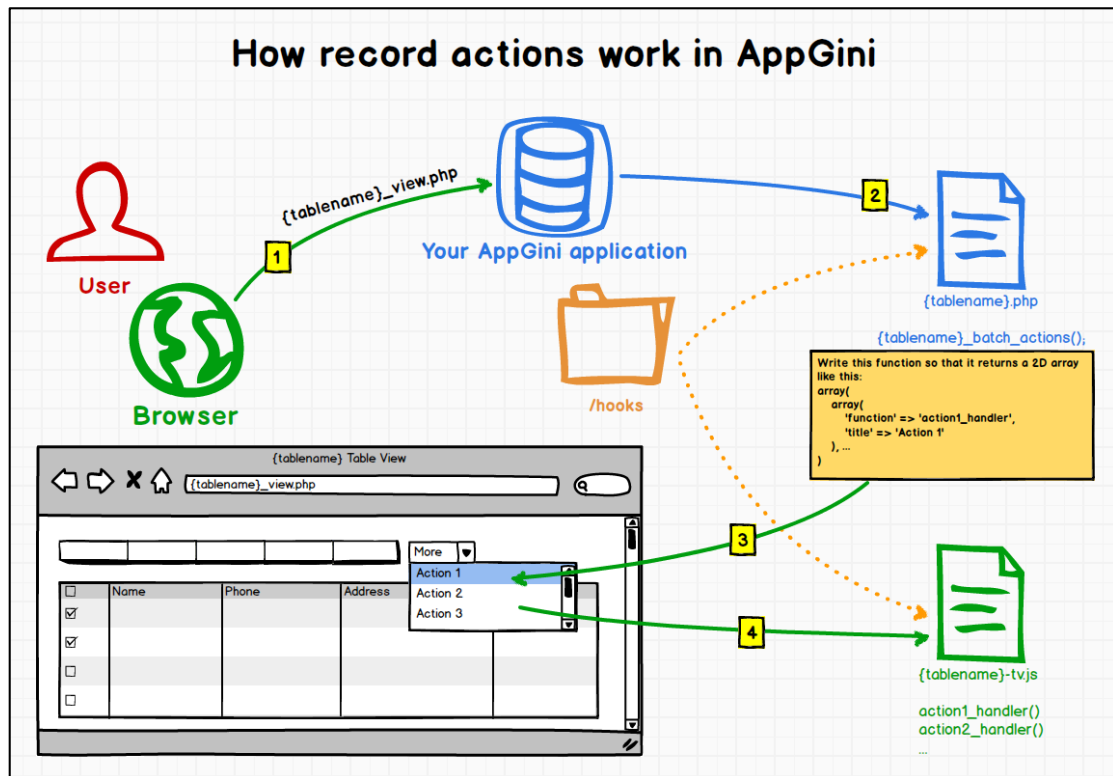 How record actions work in AppGini
{tablename}_view.php
1
2
User
Your AppGini application
{tablename}.php
Browser
/hooks
{tablename}_batch_actions();
Write this function so that it returns a 2D array
like this:
array(
array(
'function' => 'action1_handler',
'title' => 'Action 1'
), ...
)
{tablename} Table View
{tablename}_view.php
3
More
Action 1
Action 2
Action 3
Name Phone Address
4
{tablename}-tv.js
action1_handler()
action2_handler()
...